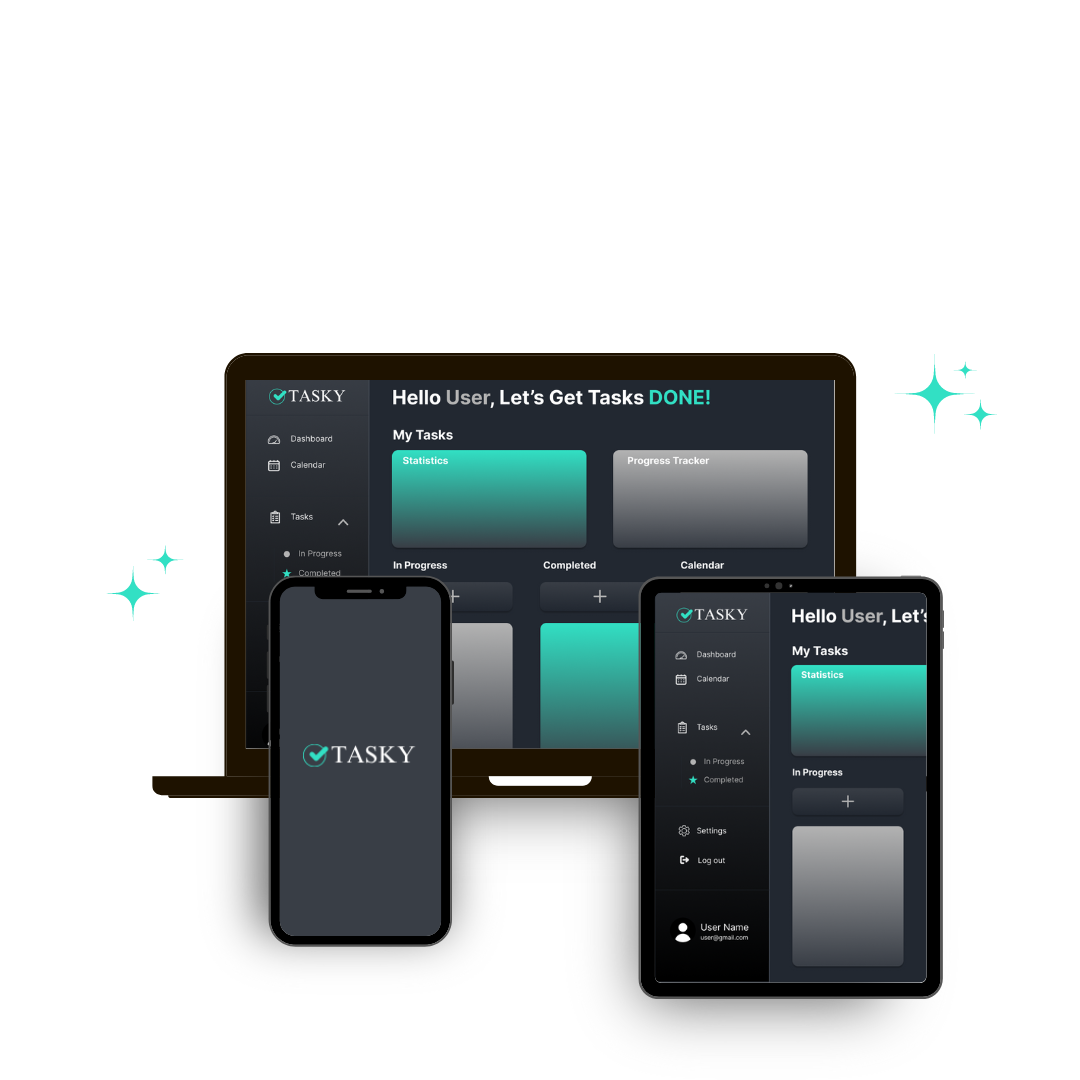 TASKY
Dashboard
Calendar
Tasks
In Progress
Completed
Hello User, Let’s Get Tasks DONE!
My Tasks
Statistics
Progress Tracker
In Progress
Completed
Calendar
TASKY
TASKY
Dashboard
Calendar
Tasks
In Progress
Completed
Settings
Log out
User Name
user@gmail.com
Hello User, Let’s
My Tasks
Statistics
In Progress